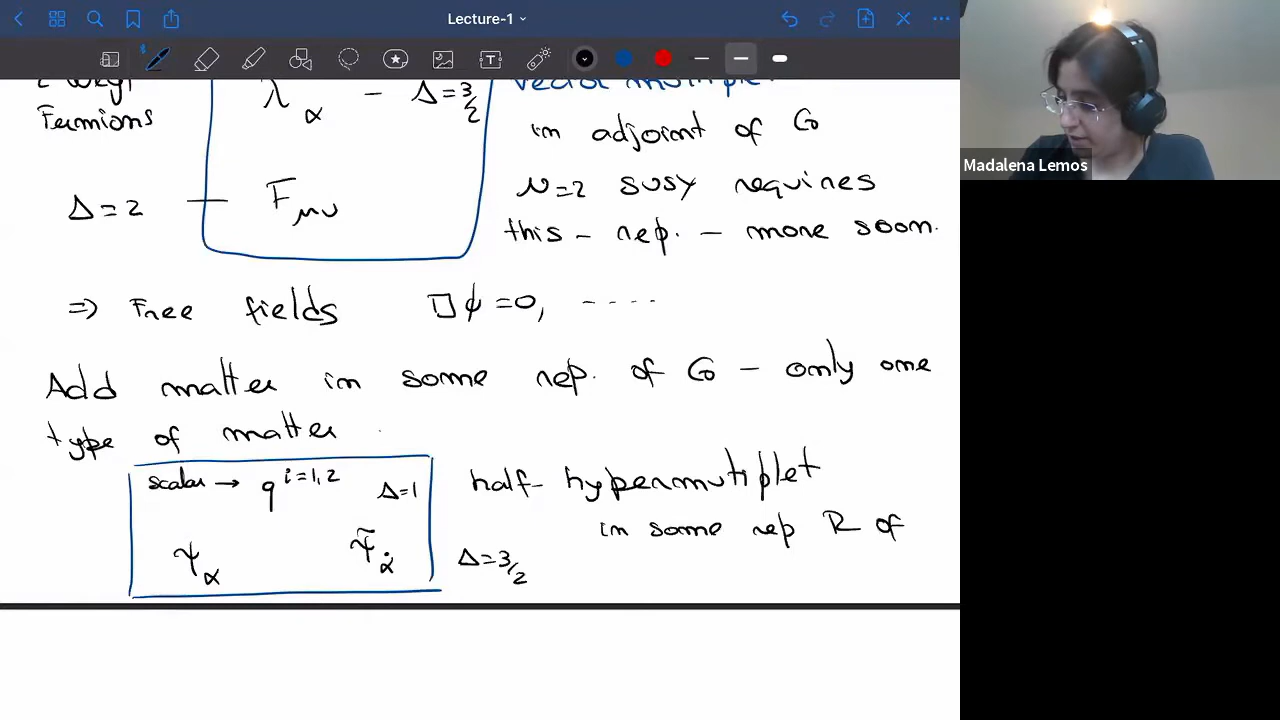 Lecture-1
Fermions
λ_α - Δ = 3/2
in adjoint of G
Δ = 2 — F_μν
N=2 susy requires
this - rep. - more soon.
⇒ Free fields □φ = 0, - - - -
Add matter in some rep. of G - only one
type of matter
scalar → q^{i=1,2} Δ=1
half-hypermutiplet
in some rep R of
ψ_α ψ̃_α̇ Δ=3/2
Madalena Lemos